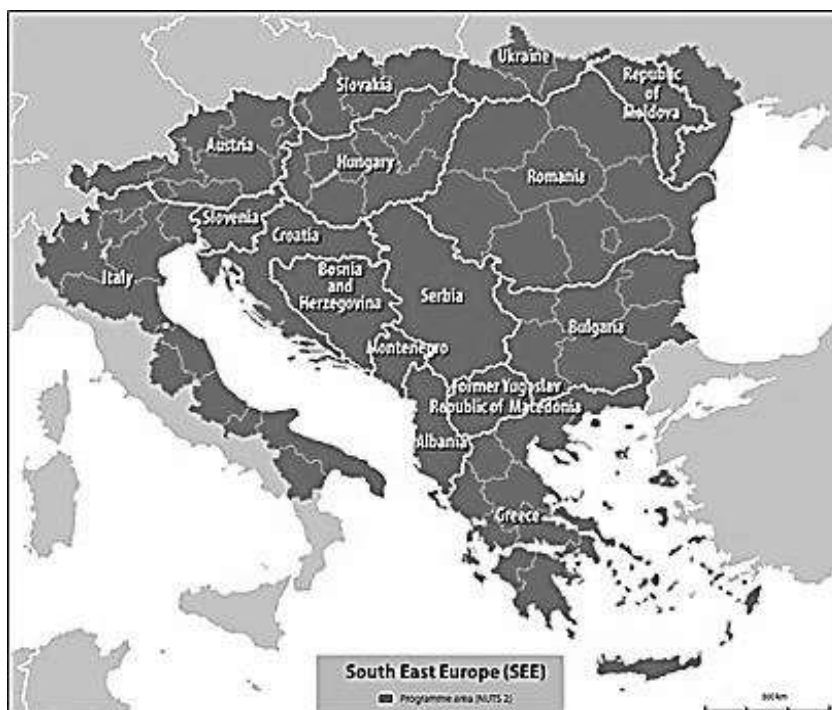 Ukraine
Slovakia
Republic
of
Moldova
Austria
Hungary
Romania
Slovenia
Croatia
Italy
Bosnia
and
Herzegovina
Serbia
Bulgaria
Montenegro
Former Yugoslav
Republic of Macedonia
Albania
Greece
South East Europe (SEE)
Programme area (NUTS 2)